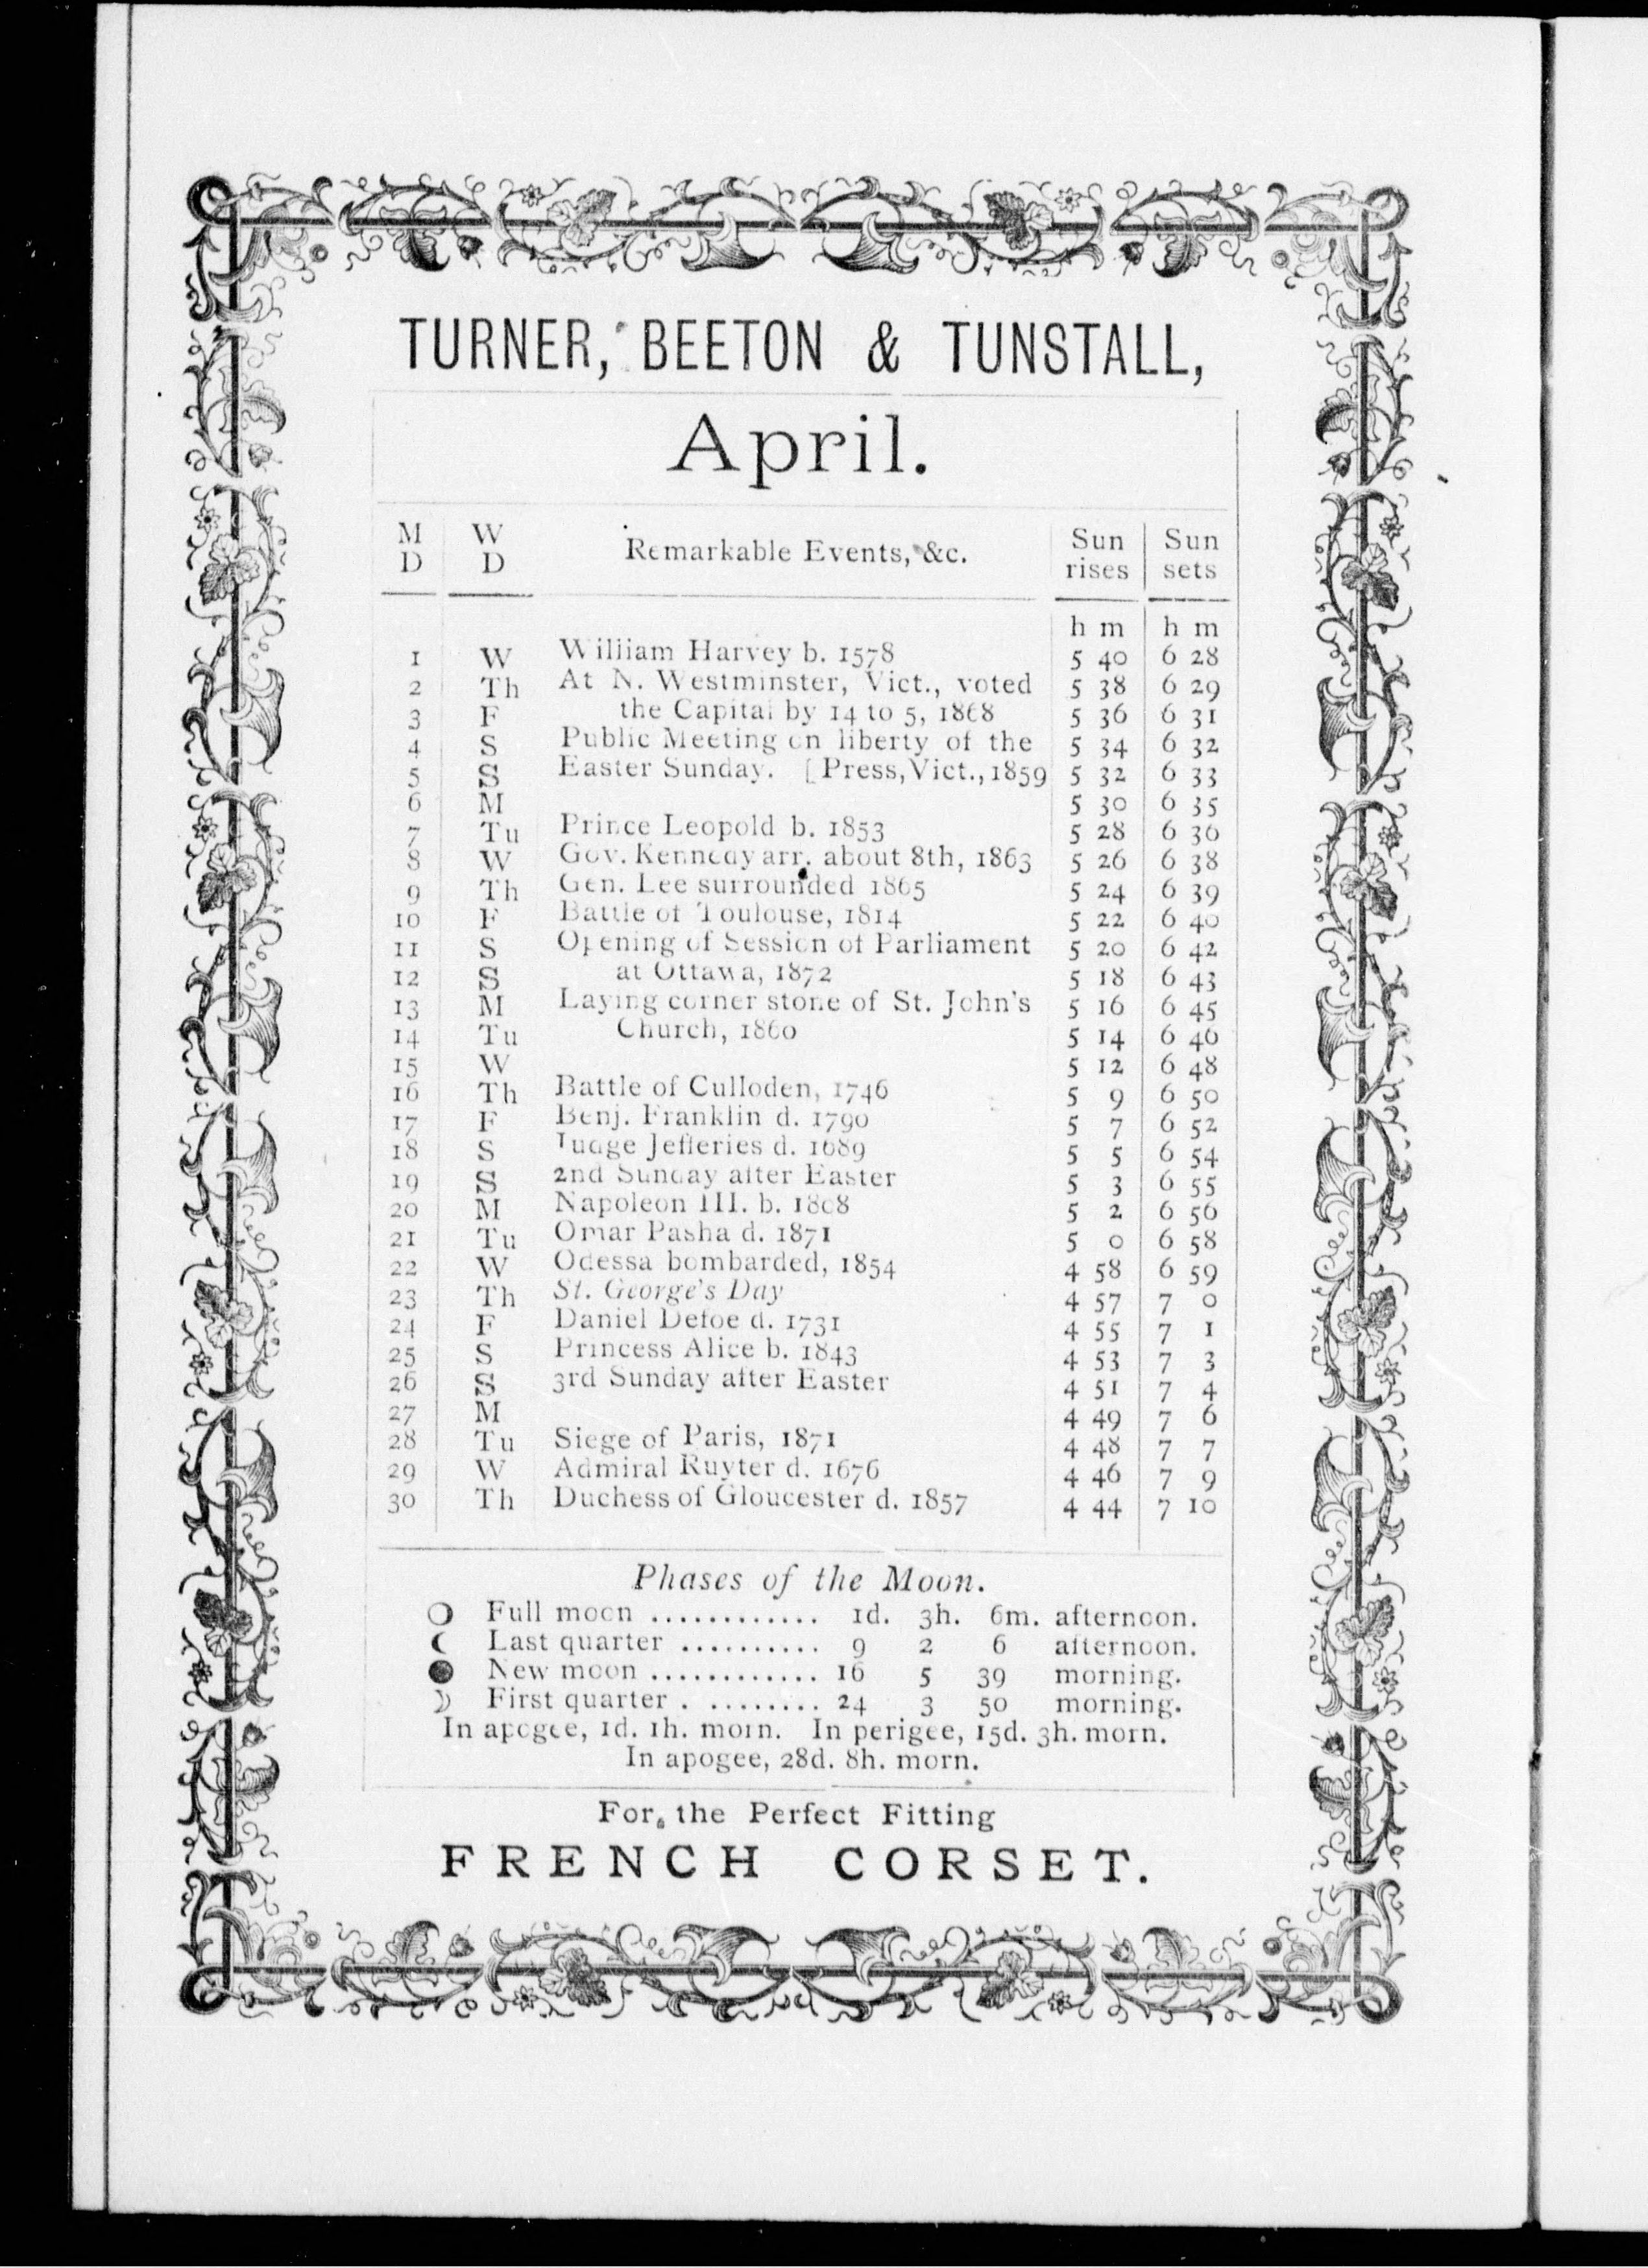 TURNER, BEETON & TUNSTALL,
April.
M D W D Remarkable Events, &c. Sun rises Sun sets
h m h m
1 W William Harvey b. 1578 5 40 6 28
2 Th At N. Westminster, Vict., voted 5 38 6 29
3 F the Capital by 14 to 5, 1868 5 36 6 31
4 S Public Meeting on liberty of the 5 34 6 32
5 S Easter Sunday. [Press, Vict., 1859 5 32 6 33
6 M 5 30 6 35
7 Tu Prince Leopold b. 1853 5 28 6 36
8 W Gov. Kennedy arr. about 8th, 1863 5 26 6 38
9 Th Gen. Lee surrounded 1865 5 24 6 39
10 F Battle of Toulouse, 1814 5 22 6 40
11 S Opening of Session of Parliament 5 20 6 42
12 S at Ottawa, 1872 5 18 6 43
13 M Laying corner stone of St. John's 5 16 6 45
14 Tu Church, 1860 5 14 6 46
15 W 5 12 6 48
16 Th Battle of Culloden, 1746 5 9 6 50
17 F Benj. Franklin d. 1790 5 7 6 52
18 S Judge Jefferies d. 1689 5 5 6 54
19 S 2nd Sunday after Easter 5 3 6 55
20 M Napoleon III. b. 1808 5 2 6 56
21 Tu Omar Pasha d. 1871 5 0 6 58
22 W Odessa bombarded, 1854 4 58 6 59
23 Th St. George's Day 4 57 7 0
24 F Daniel Defoe d. 1731 4 55 7 1
25 S Princess Alice b. 1843 4 53 7 3
26 S 3rd Sunday after Easter 4 51 7 4
27 M 4 49 7 6
28 Tu Siege of Paris, 1871 4 48 7 7
29 W Admiral Ruyter d. 1676 4 46 7 9
30 Th Duchess of Gloucester d. 1857 4 44 7 10
Phases of the Moon.
Full moon ............ 1d. 3h. 6m. afternoon.
Last quarter .......... 9 2 6 afternoon.
New moon ............ 16 5 39 morning.
First quarter . ........ 24 3 50 morning.
In apogee, 1d. 1h. morn. In perigee, 15d. 3h. morn.
In apogee, 28d. 8h. morn.
For the Perfect Fitting
FRENCH CORSET.